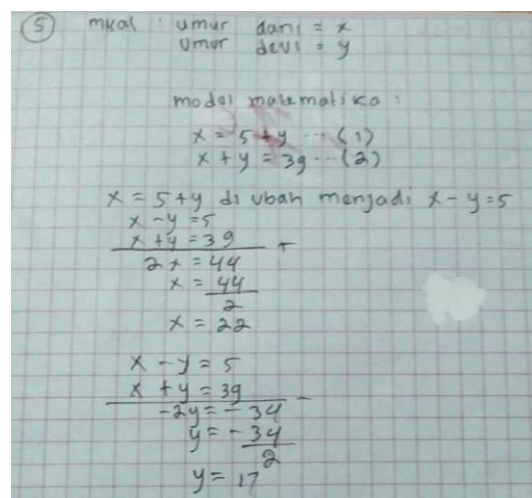 5 mkal : umur dani = x
umur devi = y
modal matematika :
x = 5 + y ... (1)
x + y = 39 ... (2)
x = 5 + y di ubah menjadi x - y = 5
x - y = 5
x + y = 39 +
2x = 44
x = 44
2
x = 22
x - y = 5
x + y = 39 -
-2y = - 34
y = - 34
2
y = 17